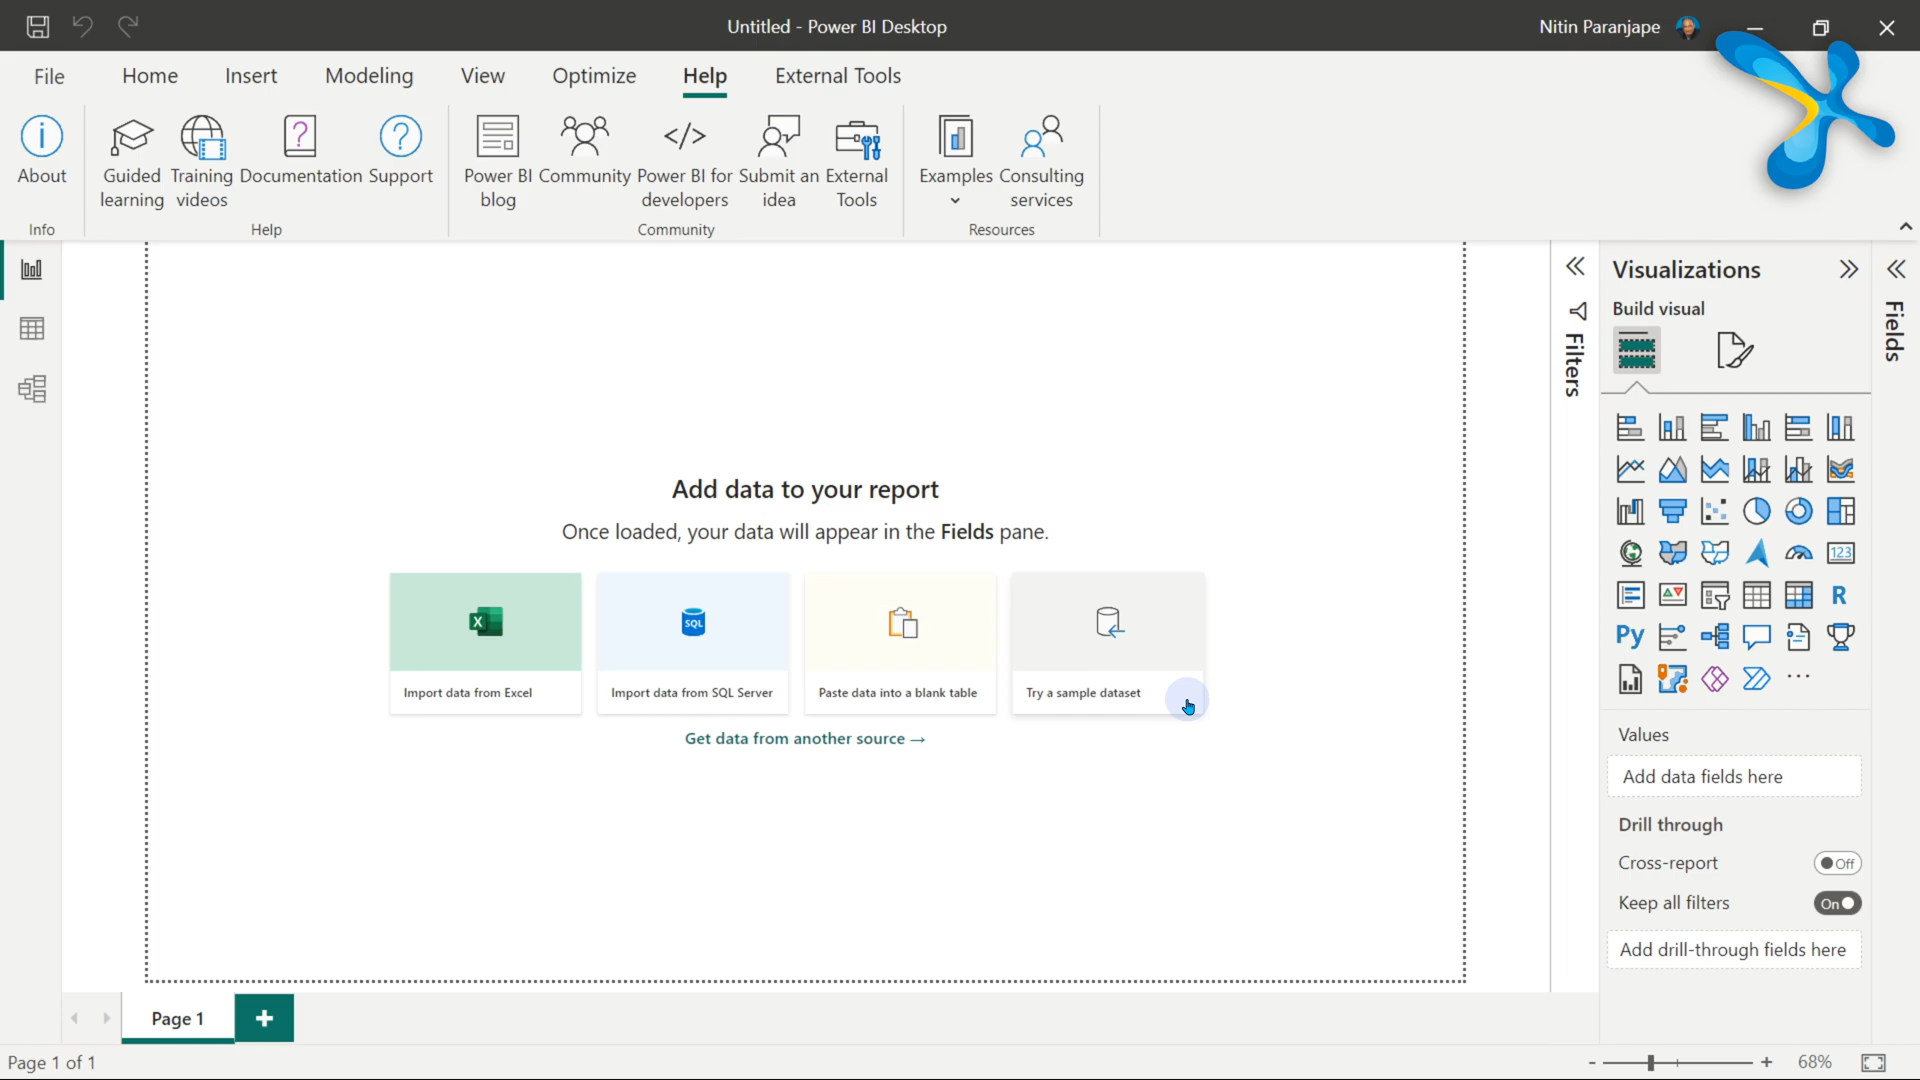 Untitled - Power BI Desktop
Nitin Paranjape
File Home Insert Modeling View Optimize Help External Tools
About
Guided
learning
Training
videos
Documentation
Support
Power BI
blog
Community
Power BI for
developers
Submit an
idea
External
Tools
Examples
Consulting
services
Info
Help
Community
Resources
Add data to your report
Once loaded, your data will appear in the Fields pane.
X
SQL
Import data from Excel
Import data from SQL Server
Paste data into a blank table
Try a sample dataset
Get data from another source →
Filters
Visualizations
Build visual
123
R
Py
...
Values
Add data fields here
Drill through
Cross-report
Off
Keep all filters
On
Add drill-through fields here
Fields
Page 1
+
Page 1 of 1
- + 68%